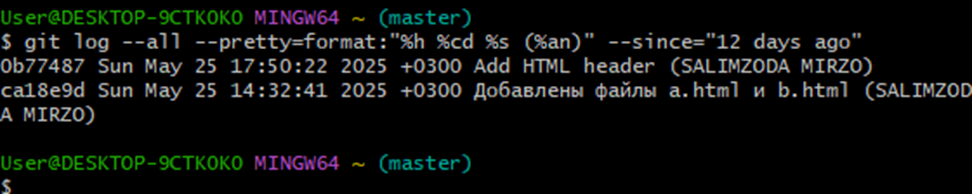 User@DESKTOP-9CTKOKO MINGW64 ~ (master)
$ git log --all --pretty=format:"%h %cd %s (%an)" --since="12 days ago"
0b77487 Sun May 25 17:50:22 2025 +0300 Add HTML header (SALIMZODA MIRZO)
ca18e9d Sun May 25 14:32:41 2025 +0300 Добавлены файлы a.html и b.html (SALIMZOD
A MIRZO)
User@DESKTOP-9CTKOKO MINGW64 ~ (master)
$